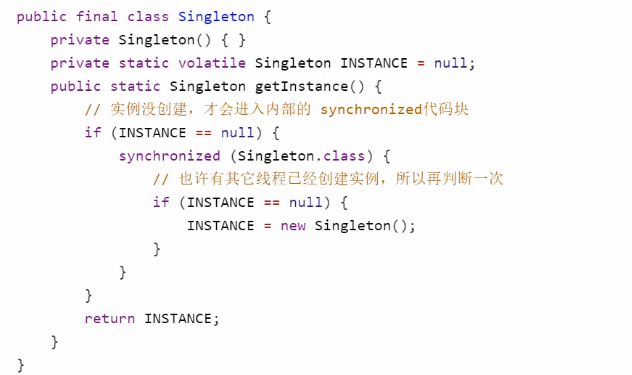 public final class Singleton {
    private Singleton() { }
    private static volatile Singleton INSTANCE = null;
    public static Singleton getInstance() {
        // 实例没创建，才会进入内部的 synchronized代码块
        if (INSTANCE == null) {
            synchronized (Singleton.class) {
                // 也许有其它线程已经创建实例，所以再判断一次
                if (INSTANCE == null) {
                    INSTANCE = new Singleton();
                }
            }
        }
        return INSTANCE;
    }
}